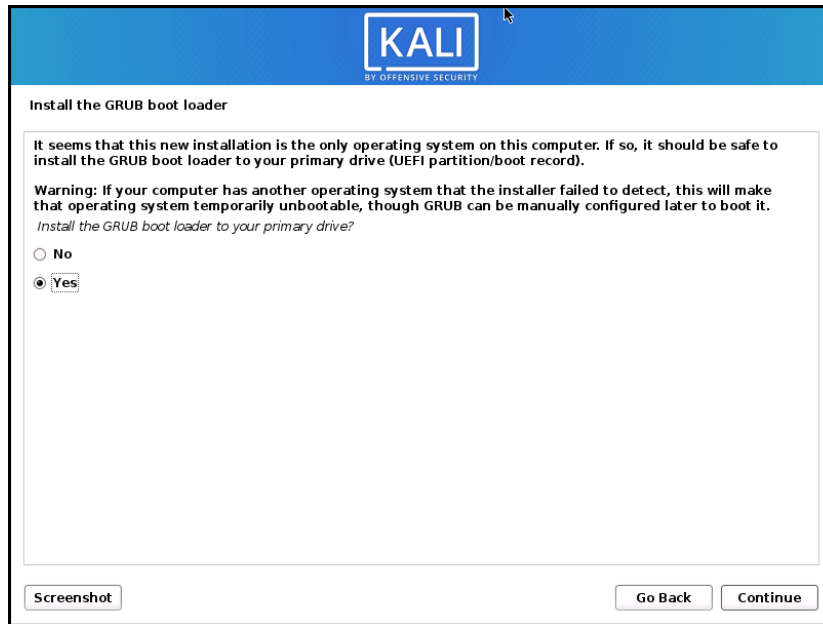 KALI
BY OFFENSIVE SECURITY
Install the GRUB boot loader
It seems that this new installation is the only operating system on this computer. If so, it should be safe to
install the GRUB boot loader to your primary drive (UEFI partition/boot record).
Warning: If your computer has another operating system that the installer failed to detect, this will make
that operating system temporarily unbootable, though GRUB can be manually configured later to boot it.
Install the GRUB boot loader to your primary drive?
No
Yes
Screenshot
Go Back
Continue